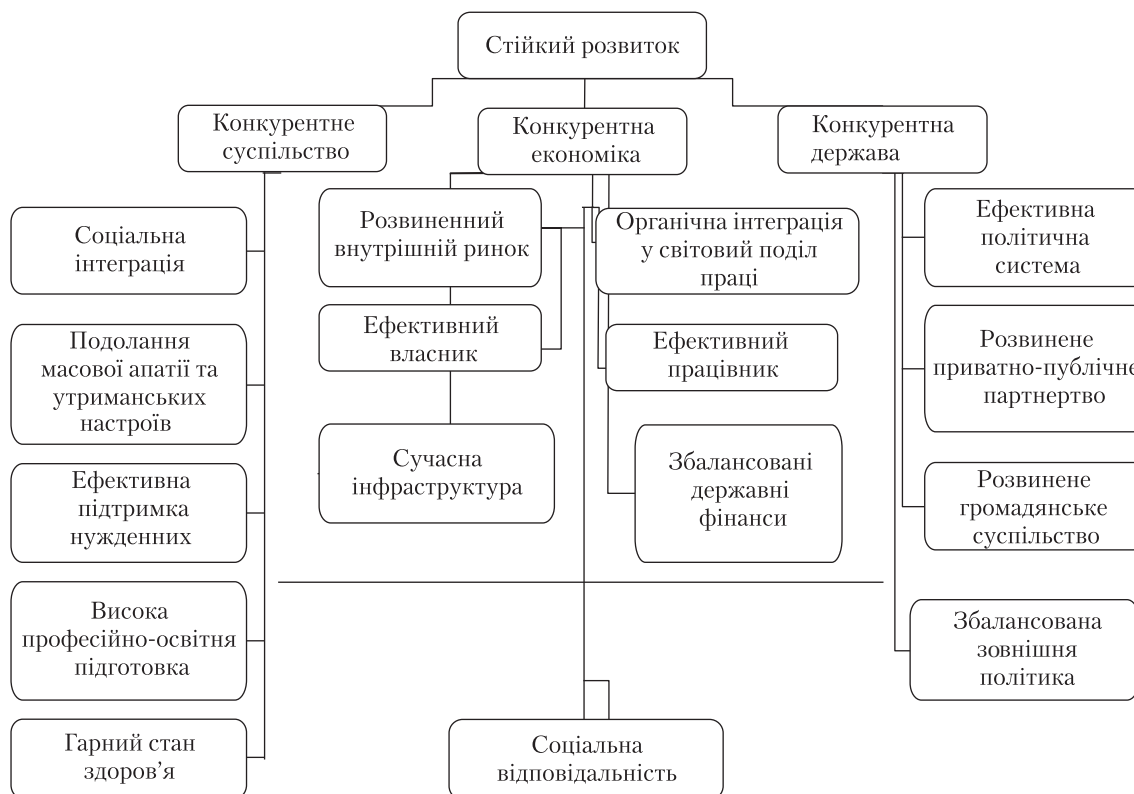 Стійкий розвиток
Конкурентне
суспільство
Конкурентна
економіка
Конкурентна
держава
Соціальна
інтеграція
Подолання
масової апатії та
утриманських
настроїв
Ефективна
підтримка
нужденних
Висока
професійно-освітня
підготовка
Гарний стан
здоров’я
Розвиненний
внутрішній ринок
Ефективний
власник
Сучасна
інфраструктура
Органічна інтеграція
у світовий поділ
праці
Ефективний
працівник
Збалансовані
державні
фінанси
Ефективна
політична
система
Розвинене
приватно-публічне
партнертво
Розвинене
громадянське
суспільство
Збалансована
зовнішня
політика
Соціальна
відповідальність